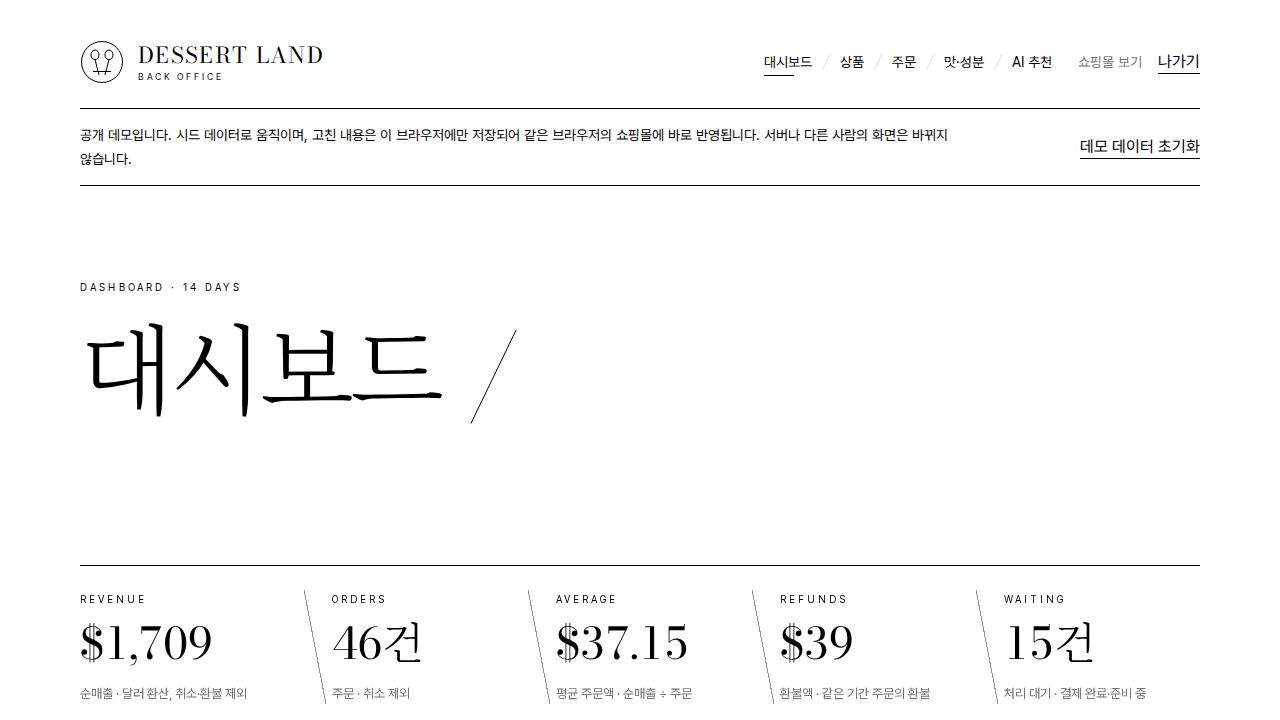 DESSERT LAND
BACK OFFICE
대시보드 / 상품 / 주문 / 맛·성분 / AI 추천 쇼핑몰 보기 나가기
공개 데모입니다. 시드 데이터로 움직이며, 고친 내용은 이 브라우저에만 저장되어 같은 브라우저의 쇼핑몰에 바로 반영됩니다. 서버나 다른 사람의 화면은 바뀌지
않습니다.
데모 데이터 초기화
DASHBOARD · 14 DAYS
대시보드 /
REVENUE
$1,709
순매출 · 달러 환산, 취소·환불 제외
ORDERS
46건
주문 · 취소 제외
AVERAGE
$37.15
평균 주문액 · 순매출 ÷ 주문
REFUNDS
$39
환불액 · 같은 기간 주문의 환불
WAITING
15건
처리 대기 · 결제 완료·준비 중